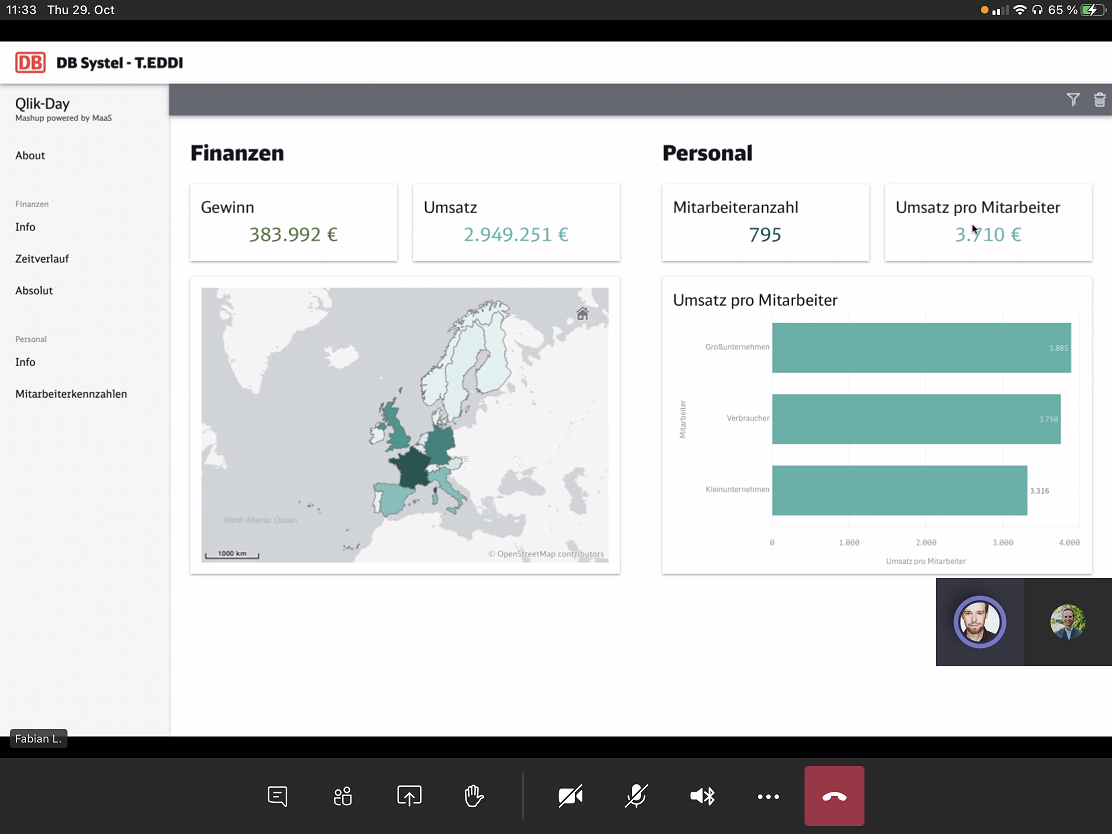 11:33 Thu 29. Oct
65 %
DB DB Systel - T.EDDI
Qlik-Day
Mashup powered by MaaS
About
Finanzen
Info
Zeitverlauf
Absolut
Personal
Info
Mitarbeiterkennzahlen
Finanzen
Gewinn
383.992 €
Umsatz
2.949.251 €
North Atlantic Ocean
1000 km
© OpenStreetMap contributors
Personal
Mitarbeiteranzahl
795
Umsatz pro Mitarbeiter
3.710 €
Umsatz pro Mitarbeiter
Mitarbeiter
Großunternehmen
3.885
Verbraucher
3.750
Kleinunternehmen
3.316
0 1.000 2.000 3.000 4.000
Umsatz pro Mitarbeiter
Fabian L.